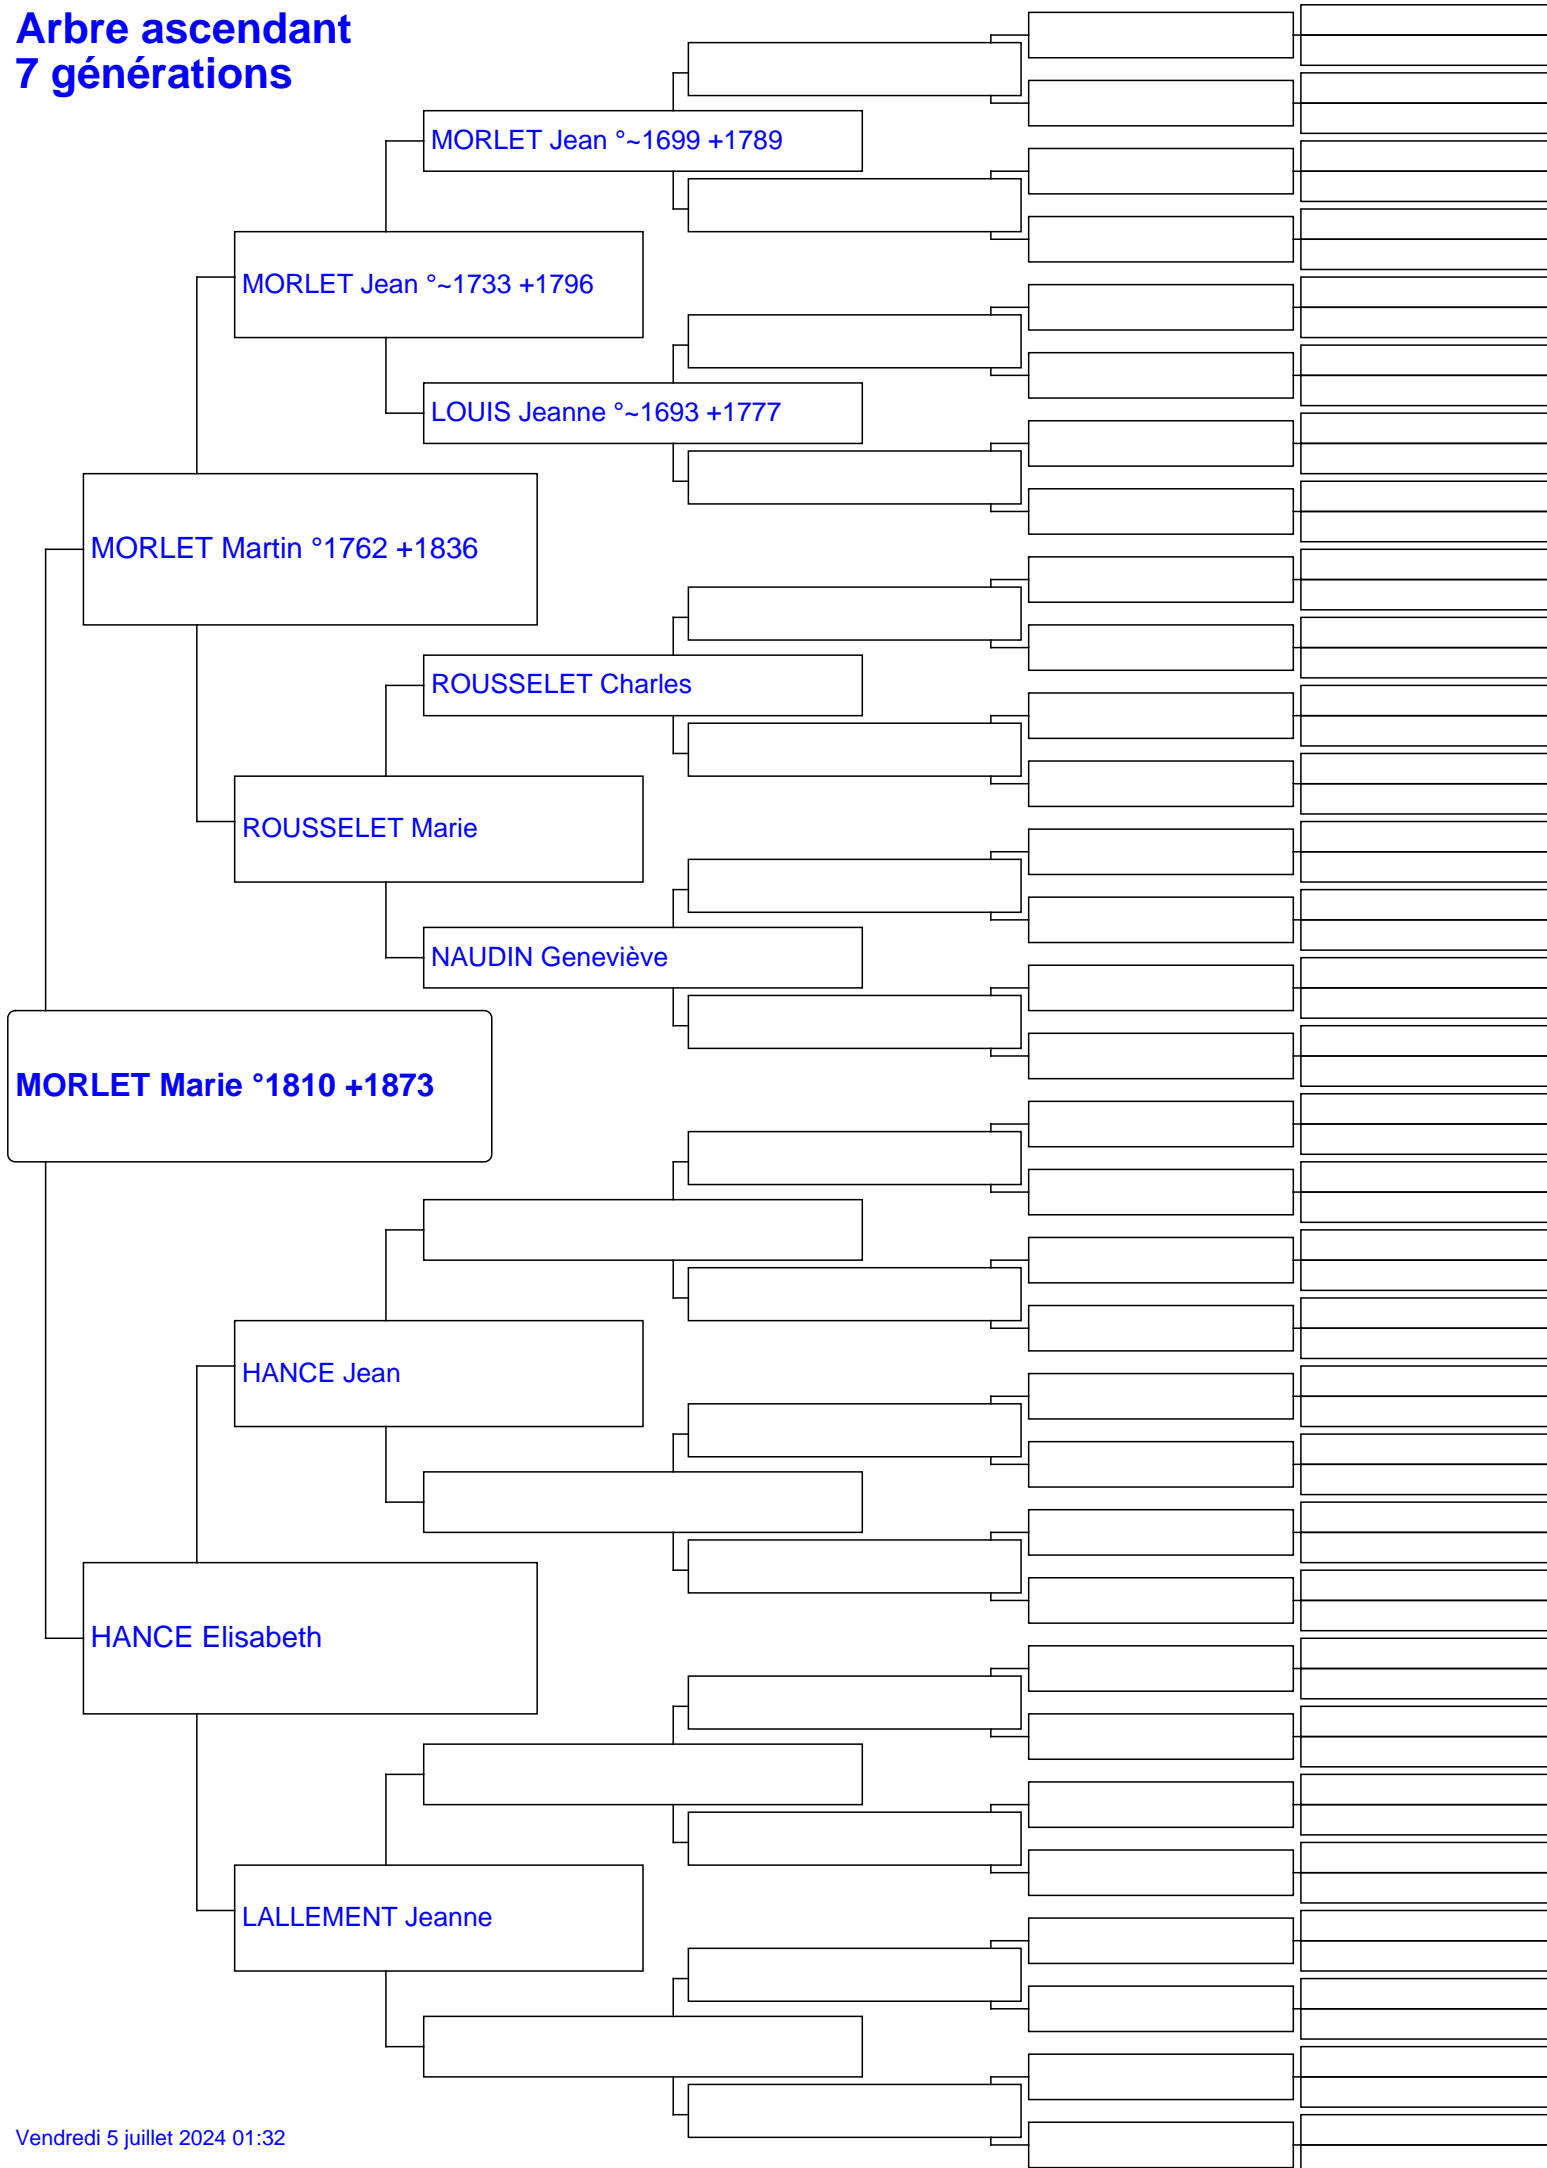 Arbre ascendant
7 générations
MORLET Jean °~1699 +1789
MORLET Jean °~1733 +1796
LOUIS Jeanne °~1693 +1777
MORLET Martin °1762 +1836
ROUSSELET Charles
ROUSSELET Marie
NAUDIN Geneviève
MORLET Marie °1810 +1873
HANCE Jean
HANCE Elisabeth
LALLEMENT Jeanne
Vendredi 5 juillet 2024 01:32